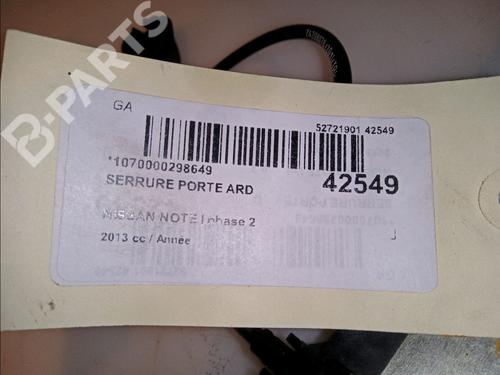 B-PARTS
GA
52721901 42549
*1070000298649
SERRURE PORTE ARD
42549
NISSAN NOTE I phase 2
2013 cc / Année